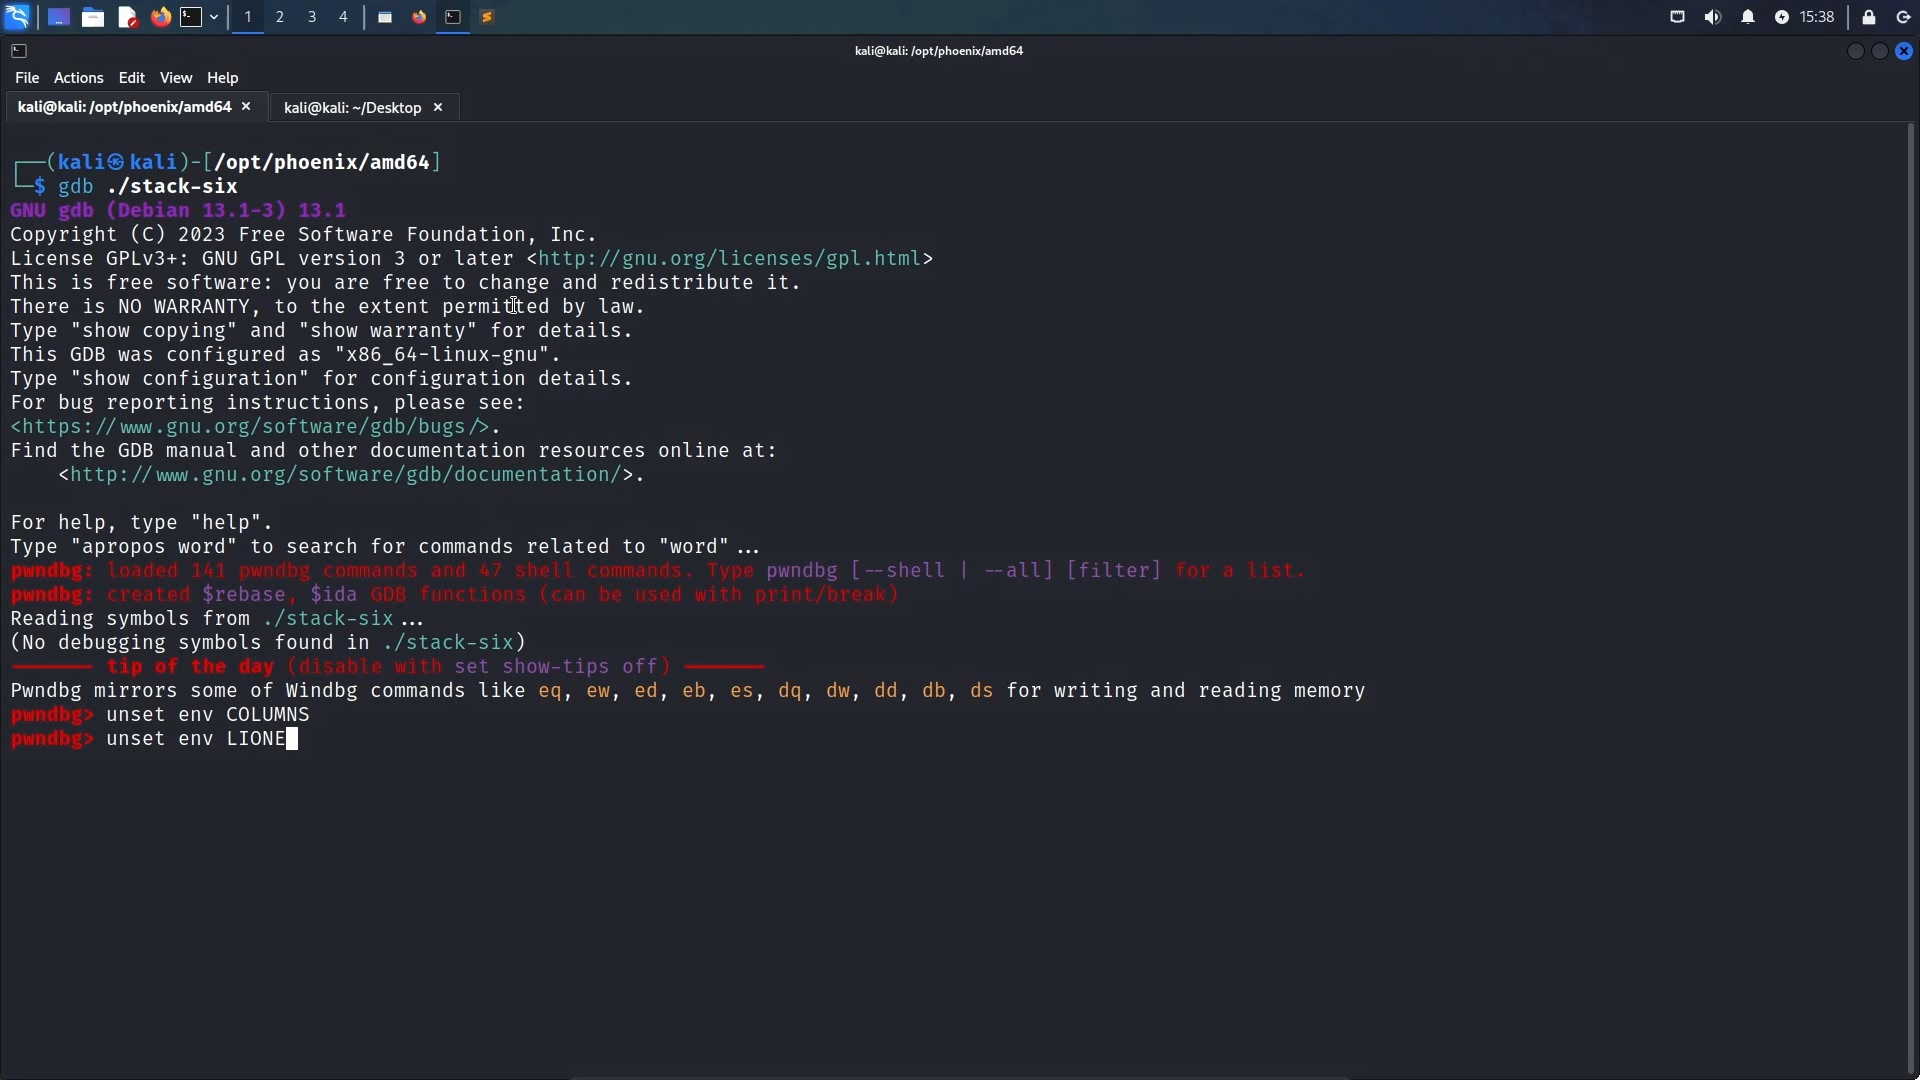 1 2 3 4 15:38
kali@kali: /opt/phoenix/amd64
File Actions Edit View Help
kali@kali: /opt/phoenix/amd64 × kali@kali: ~/Desktop ×
┌──(kali㉿kali)-[/opt/phoenix/amd64]
└─$ gdb ./stack-six
GNU gdb (Debian 13.1-3) 13.1
Copyright (C) 2023 Free Software Foundation, Inc.
License GPLv3+: GNU GPL version 3 or later <http://gnu.org/licenses/gpl.html>
This is free software: you are free to change and redistribute it.
There is NO WARRANTY, to the extent permitted by law.
Type "show copying" and "show warranty" for details.
This GDB was configured as "x86_64-linux-gnu".
Type "show configuration" for configuration details.
For bug reporting instructions, please see:
<https://www.gnu.org/software/gdb/bugs/>.
Find the GDB manual and other documentation resources online at:
    <http://www.gnu.org/software/gdb/documentation/>.
For help, type "help".
Type "apropos word" to search for commands related to "word"...
pwndbg: loaded 141 pwndbg commands and 47 shell commands. Type pwndbg [--shell | --all] [filter] for a list.
pwndbg: created $rebase, $ida GDB functions (can be used with print/break)
Reading symbols from ./stack-six...
(No debugging symbols found in ./stack-six)
─────── tip of the day (disable with set show-tips off) ───────
Pwndbg mirrors some of Windbg commands like eq, ew, ed, eb, es, dq, dw, dd, db, ds for writing and reading memory
pwndbg> unset env COLUMNS
pwndbg> unset env LIONE